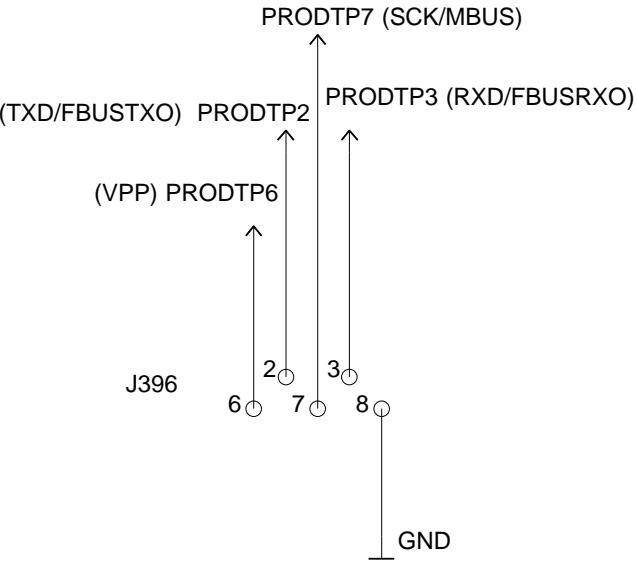 PRODTP7 (SCK/MBUS)
PRODTP3 (RXD/FBUSRXO)
(TXD/FBUSTXO) PRODTP2
(VPP) PRODTP6
2 3
J396
6 7 8
GND